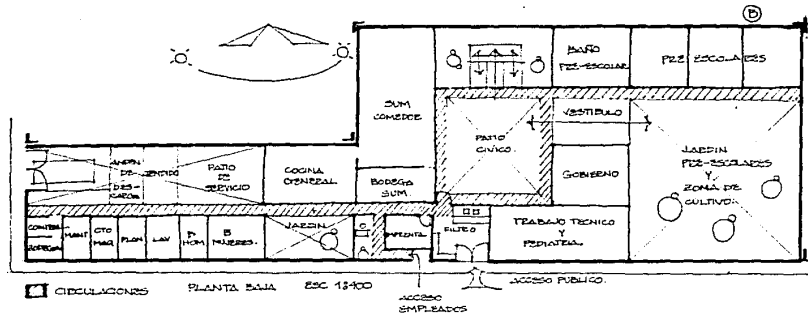 B
BAÑO
PRE-ESCOLAR
PRE ESCOLARES
SUM
COMEDOR
VESTIBULO
PATIO
CIVICO.
JARDIN
PRE-ESCOLARES
Y
ZONA DE
CULTIVO.
ANDEN
DE
DES-
CARGA
TENDIDO
PATIO
DE
SERVICIO
COCINA
GENERAL
BODEGA
SUM.
GOBIERNO
CONTROL
BODEGA
MANT
CTO
MAQ
PLAN
LAV
B
HOM
B
MUJERES.
JARDIN
FILTRO
TRABAJO TECNICO
Y
PEDIATRIA.
CIRCULACIONES
PLANTA BAJA
ESC 1:400
ACCESO
EMPLEADOS
ACCESO PUBLICO.